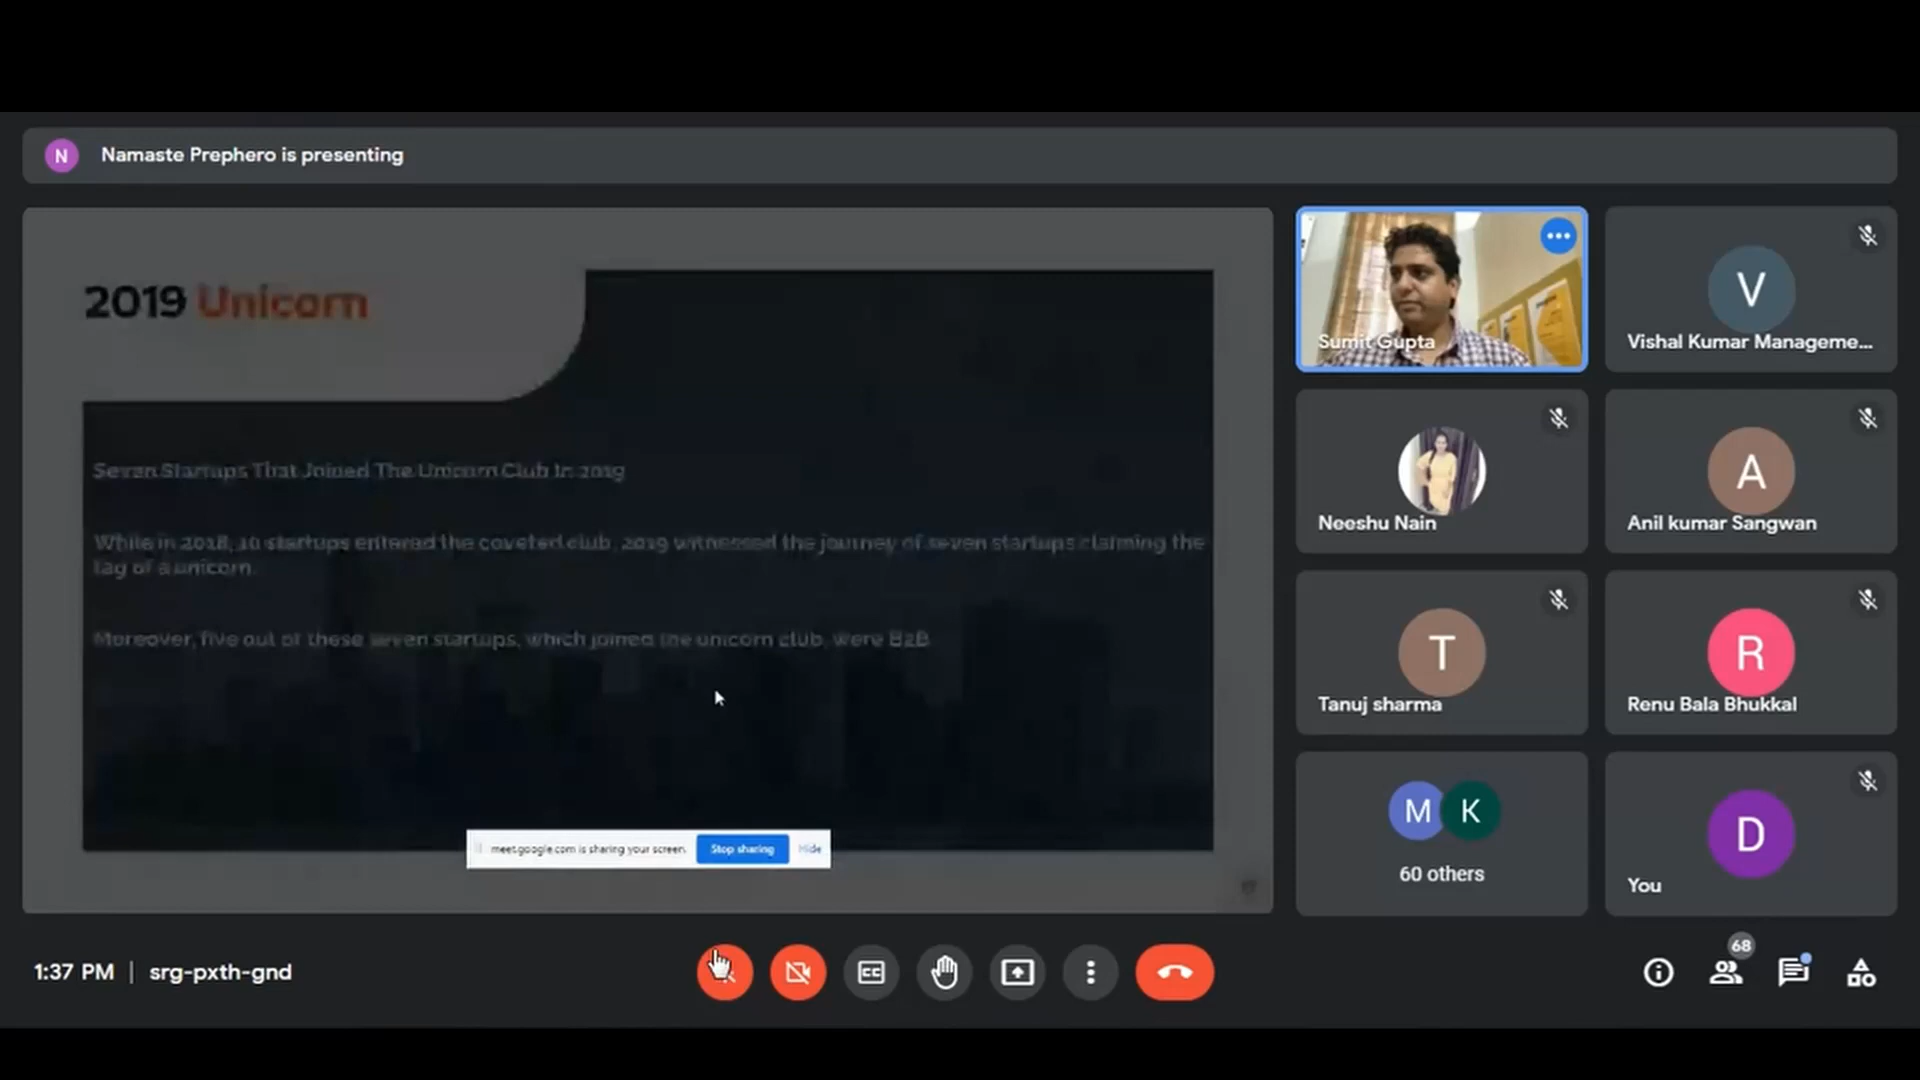 N
Namaste Prephero is presenting
2019 Unicorn
Seven Startups That Joined The Unicorn Club In 2019
While in 2018, 10 startups entered the coveted club, 2019 witnessed the journey of seven startups claiming the
tag of a unicorn.
Moreover, five out of these seven startups, which joined the unicorn club, were B2B
meet.google.com is sharing your screen. Stop sharing Hide
Sumit Gupta
V
Vishal Kumar Manageme...
Neeshu Nain
A
Anil kumar Sangwan
T
Tanuj sharma
R
Renu Bala Bhukkal
M K
60 others
D
You
1:37 PM | srg-pxth-gnd
CC
68